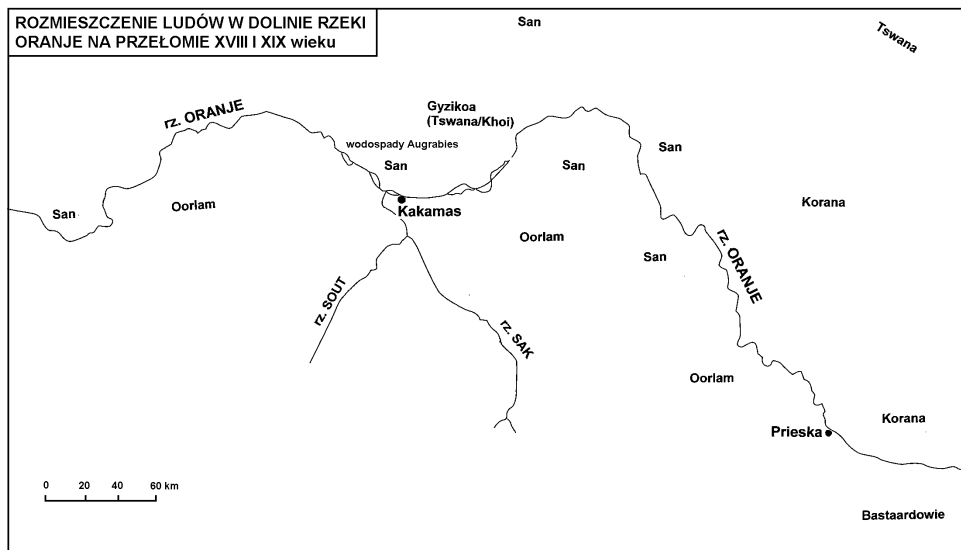 ROZMIESZCZENIE LUDÓW W DOLINIE RZEKI
ORANJE NA PRZEŁOMIE XVIII I XIX wieku
San
Tswana
rz. ORANJE
Gyzikoa
(Tswana/Khoi)
wodospady Augrabies
San
San
San
San
Oorlam
Kakamas
Korana
Oorlam
San
rz. ORANJE
rz. SOUT
rz. SAK
Oorlam
Korana
Prieska
0 20 40 60 km
Bastaardowie